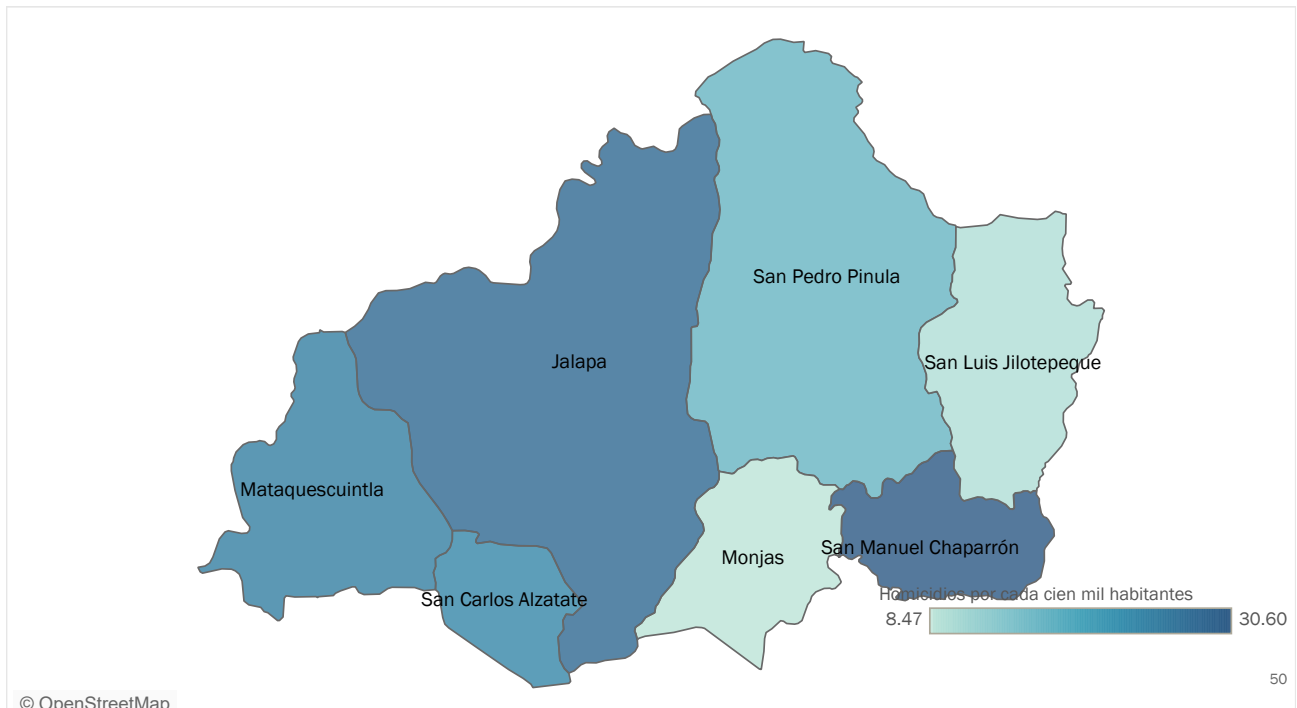 San Pedro Pinula
Jalapa
San Luis Jilotepeque
Mataquescuintla
San Manuel Chaparrón
Monjas
San Carlos Alzatate
Homicidios por cada cien mil habitantes
8.47
30.60
50
© OpenStreetMap